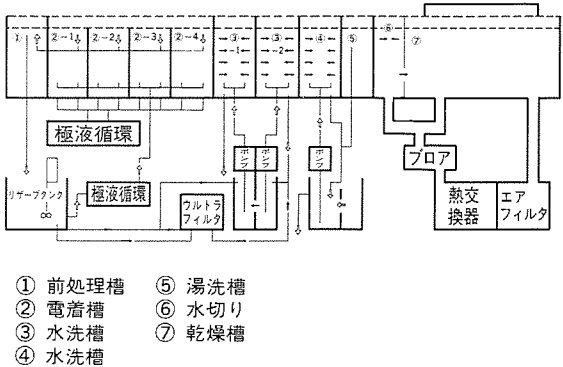 ① ②-1 ②-2 ②-3 ②-4 ③-1 ③-2 ④ ⑤ ⑥ ⑦
極液循環
ポンプ ポンプ ポンプ
ブロア
リザーブタンク
極液循環
ウルトラフィルタ
熱交換器
エアフィルタ
① 前処理槽
② 電着槽
③ 水洗槽
④ 水洗槽
⑤ 湯洗槽
⑥ 水切り
⑦ 乾燥槽